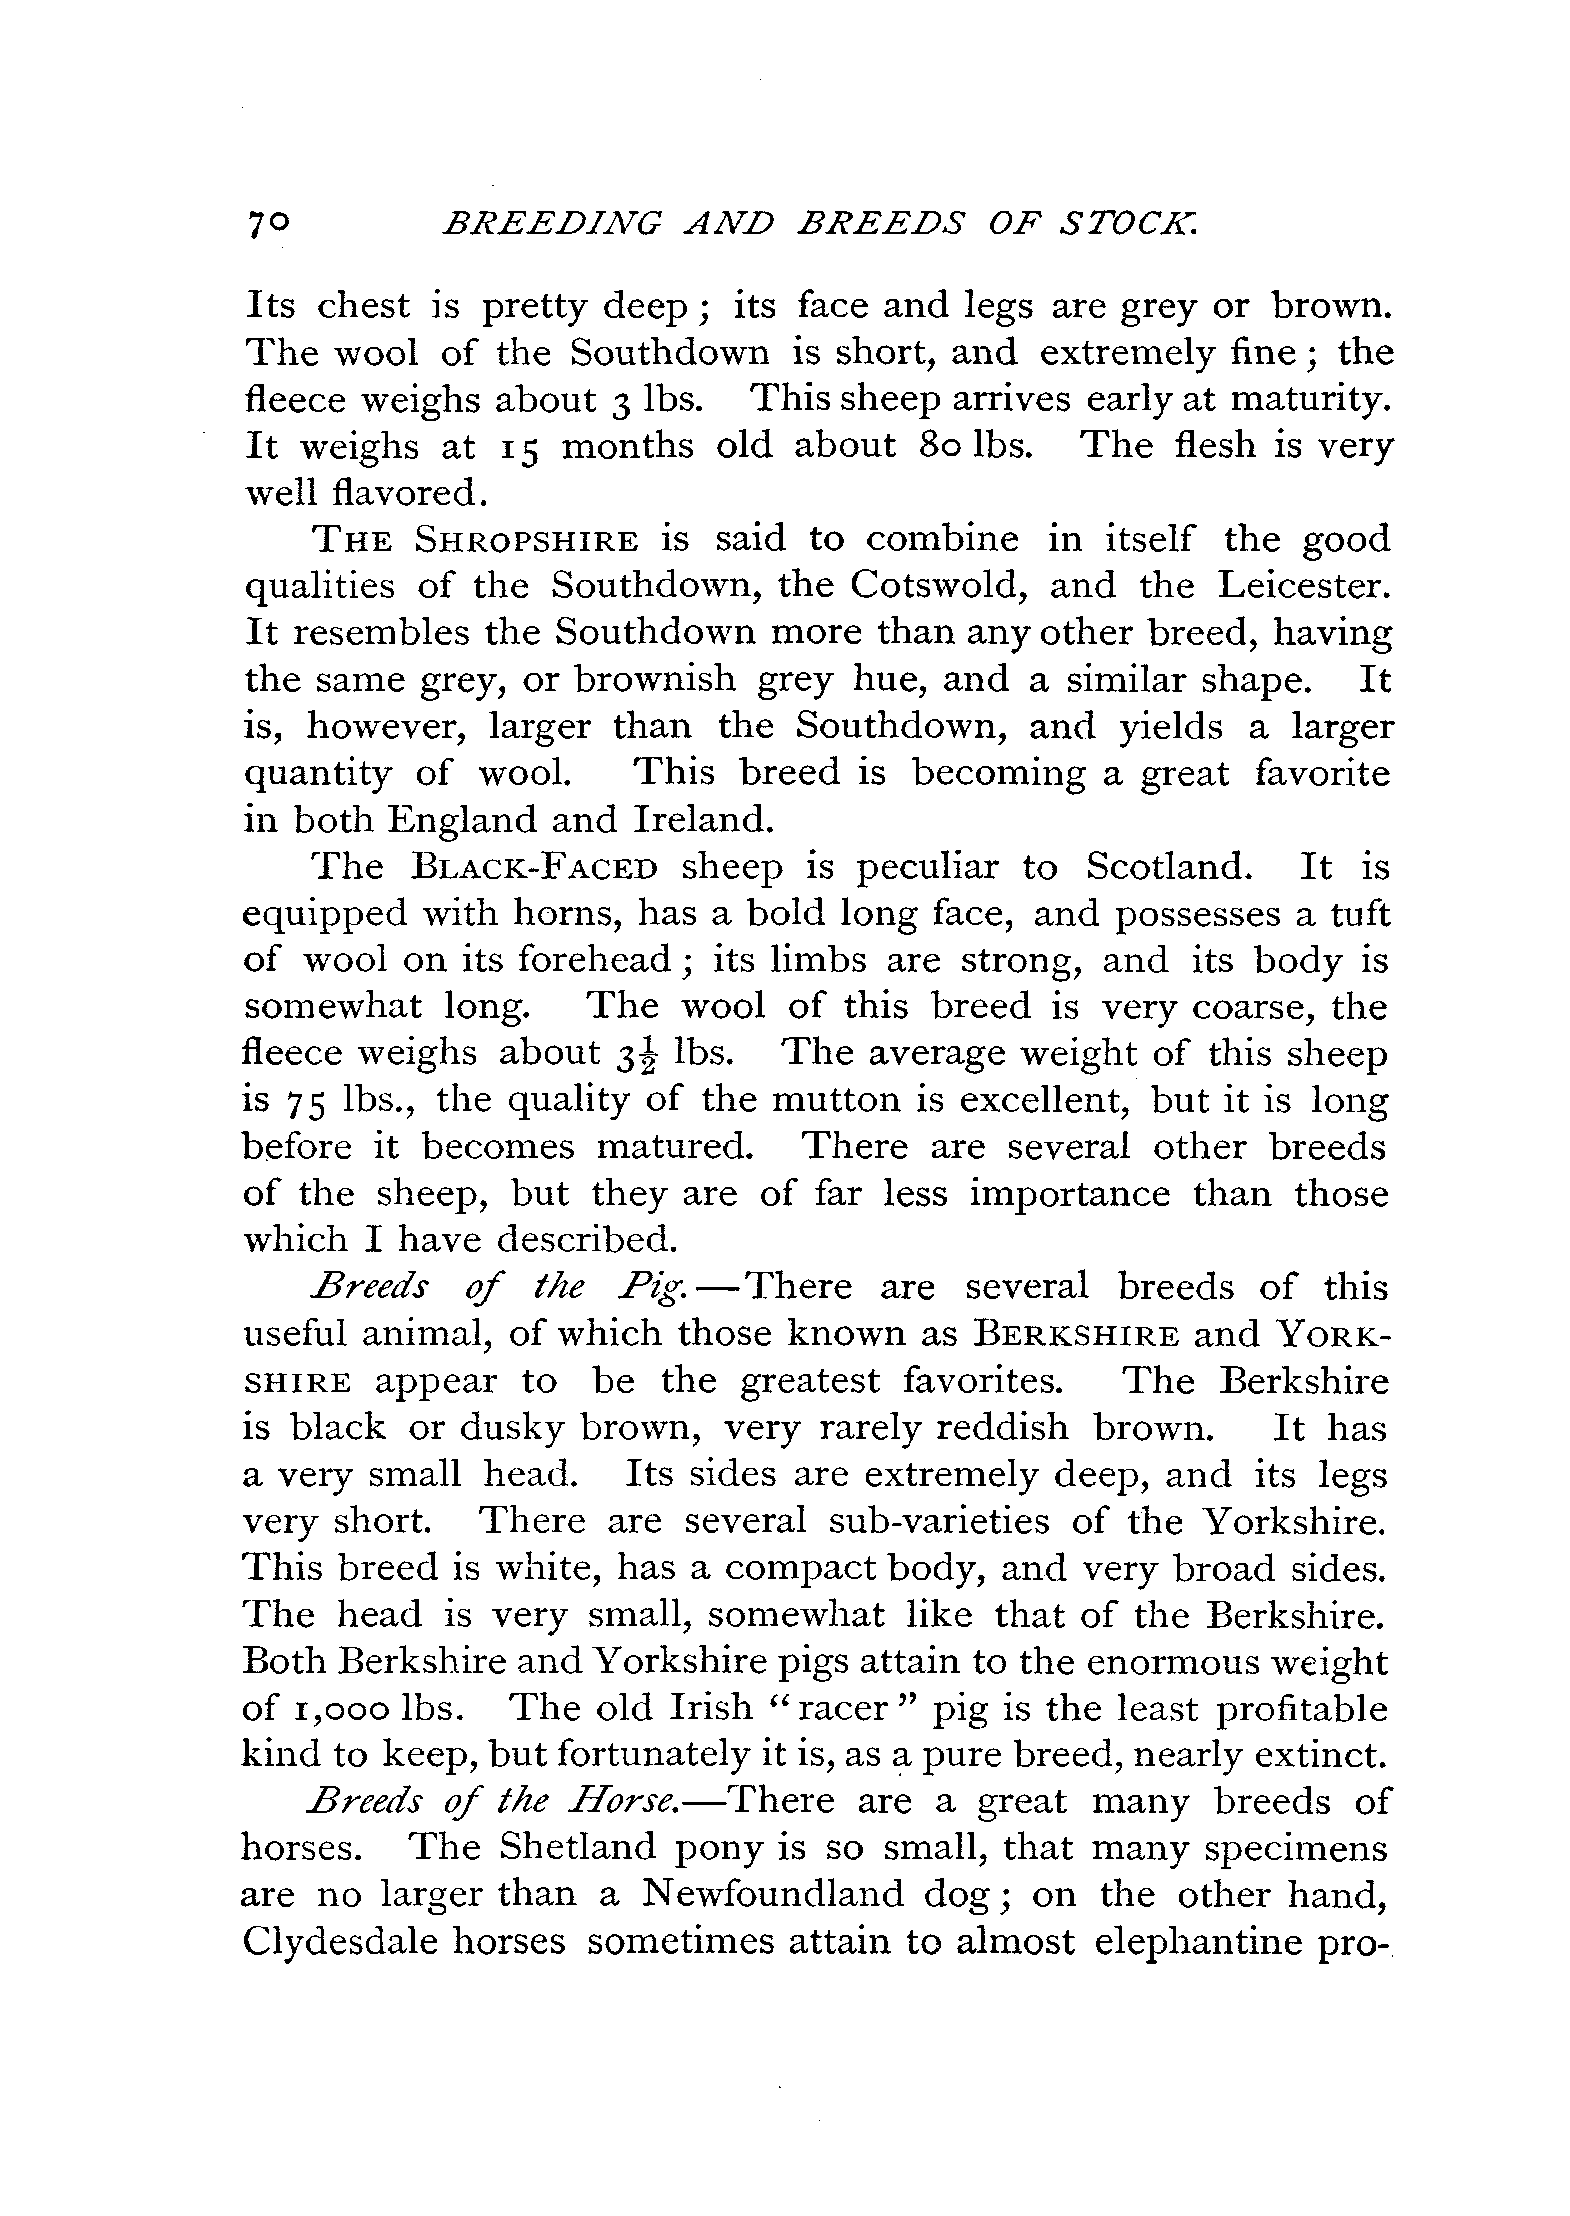 70 BREEDING AND BREEDS OF STOCK.
Its chest is pretty deep ; its face and legs are grey or brown.
The wool of the Southdown is short, and extremely fine ; the
fleece weighs about 3 lbs. This sheep arrives early at maturity.
It weighs at 15 months old about 80 lbs. The flesh is very
well flavored.
THE SHROPSHIRE is said to combine in itself the good
qualities of the Southdown, the Cotswold, and the Leicester.
It resembles the Southdown more than any other breed, having
the same grey, or brownish grey hue, and a similar shape. It
is, however, larger than the Southdown, and yields a larger
quantity of wool. This breed is becoming a great favorite
in both England and Ireland.
The BLACK-FACED sheep is peculiar to Scotland. It is
equipped with horns, has a bold long face, and possesses a tuft
of wool on its forehead ; its limbs are strong, and its body is
somewhat long. The wool of this breed is very coarse, the
fleece weighs about 3½ lbs. The average weight of this sheep
is 75 lbs., the quality of the mutton is excellent, but it is long
before it becomes matured. There are several other breeds
of the sheep, but they are of far less importance than those
which I have described.
Breeds of the Pig.—There are several breeds of this
useful animal, of which those known as BERKSHIRE and YORK-
SHIRE appear to be the greatest favorites. The Berkshire
is black or dusky brown, very rarely reddish brown. It has
a very small head. Its sides are extremely deep, and its legs
very short. There are several sub-varieties of the Yorkshire.
This breed is white, has a compact body, and very broad sides.
The head is very small, somewhat like that of the Berkshire.
Both Berkshire and Yorkshire pigs attain to the enormous weight
of 1,000 lbs. The old Irish “ racer ” pig is the least profitable
kind to keep, but fortunately it is, as a pure breed, nearly extinct.
Breeds of the Horse.—There are a great many breeds of
horses. The Shetland pony is so small, that many specimens
are no larger than a Newfoundland dog ; on the other hand,
Clydesdale horses sometimes attain to almost elephantine pro-